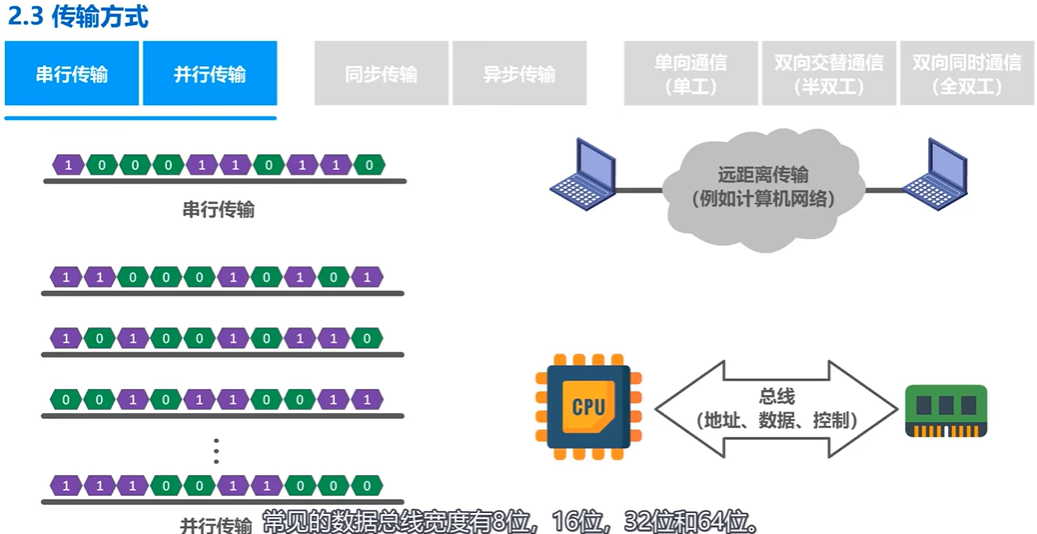 2.3 传输方式
串行传输
并行传输
同步传输
异步传输
单向通信
（单工）
双向交替通信
（半双工）
双向同时通信
（全双工）
1 0 0 0 1 1 0 1 1 0
串行传输
远距离传输
（例如计算机网络）
1 1 0 0 0 1 0 1 0 1
1 0 1 0 0 1 0 1 1 0
0 0 1 0 1 1 0 0 1 1
1 1 1 0 0 1 1 0 0 0
并行传输
CPU
总线
（地址、数据、控制）
常见的数据总线宽度有8位，16位，32位和64位。